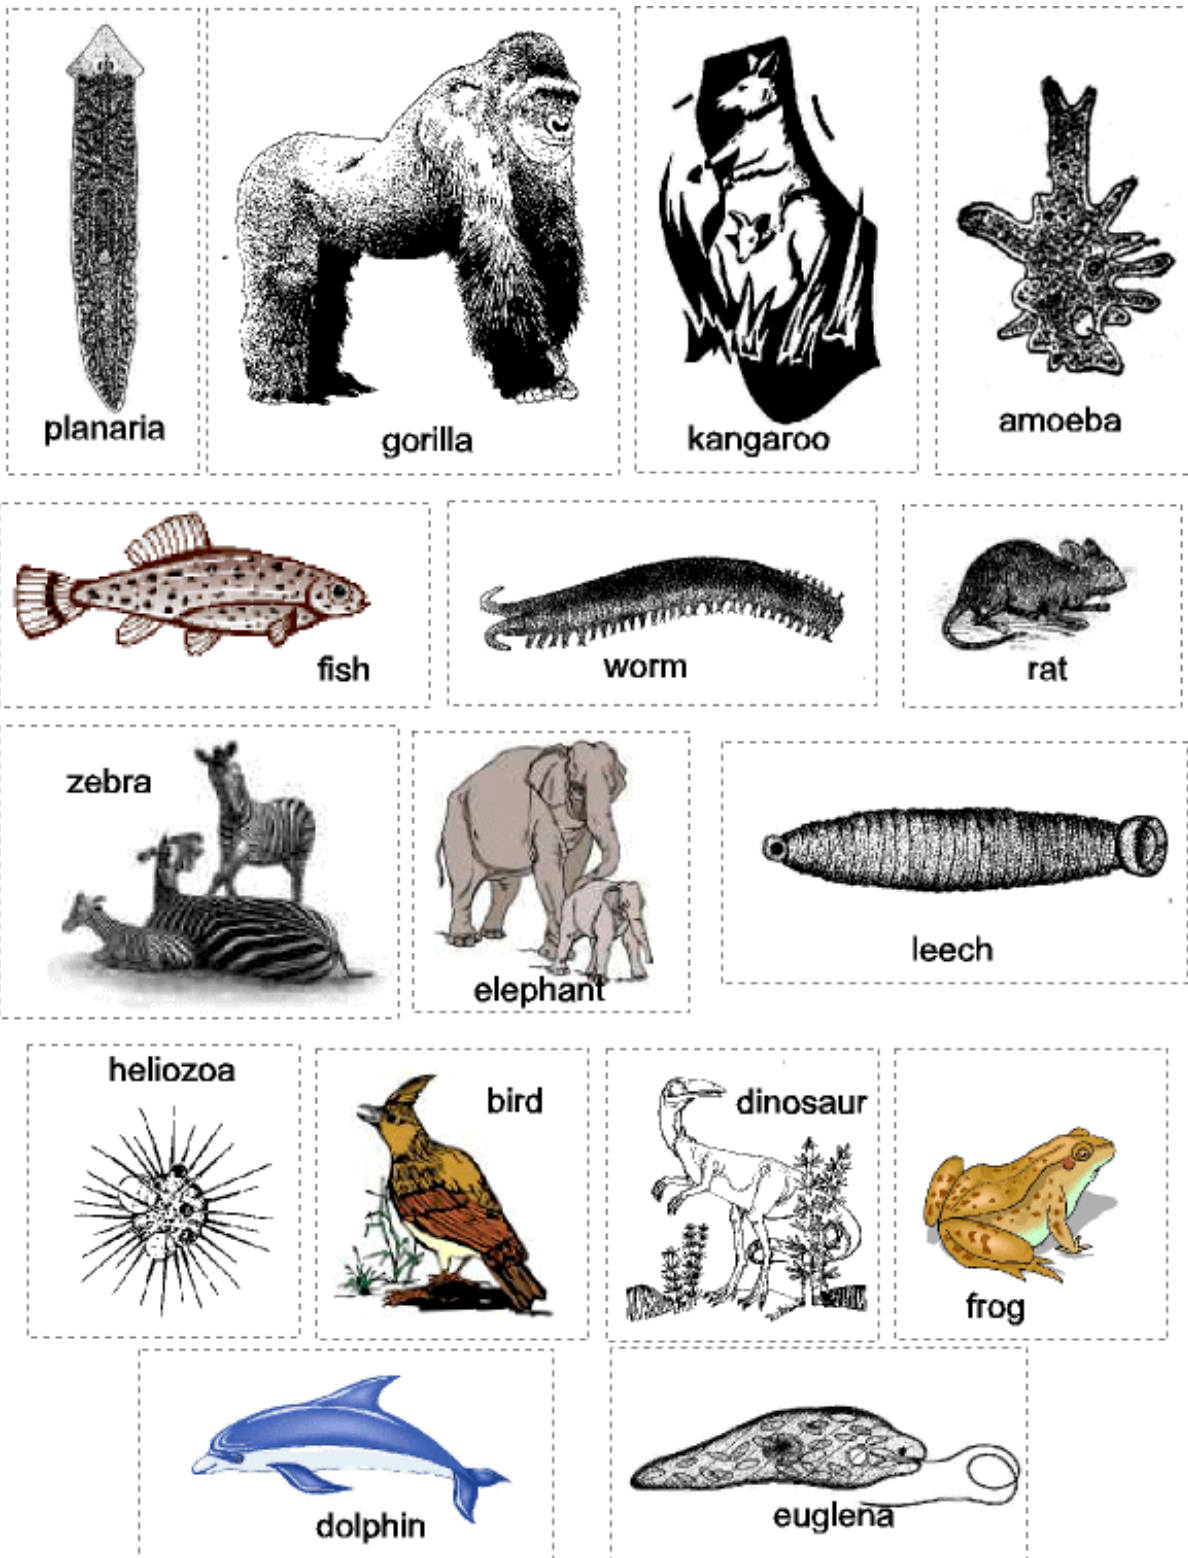 planaria
gorilla
kangaroo
amoeba
fish
worm
rat
zebra
elephant
leech
heliozoa
bird
dinosaur
frog
dolphin
euglena